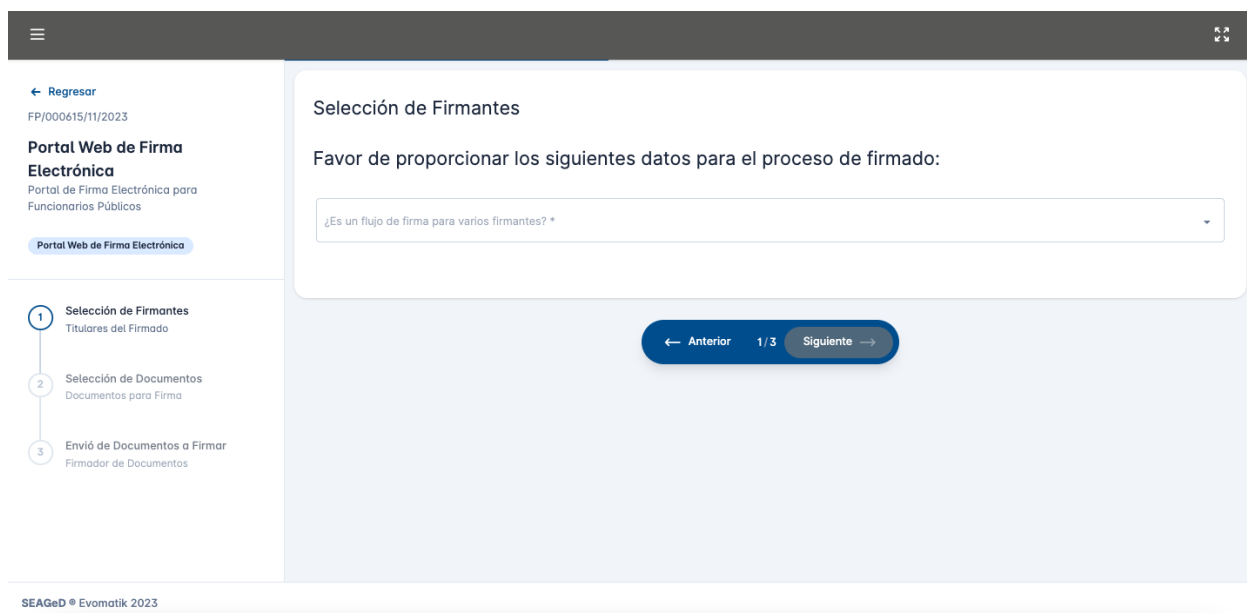 ← Regresar
FP/000615/11/2023
Portal Web de Firma
Electrónica
Portal de Firma Electrónica para
Funcionarios Públicos
Portal Web de Firma Electrónica
1
Selección de Firmantes
Titulares del Firmado
2
Selección de Documentos
Documentos para Firma
3
Envió de Documentos a Firmar
Firmador de Documentos
Selección de Firmantes
Favor de proporcionar los siguientes datos para el proceso de firmado:
¿Es un flujo de firma para varios firmantes? *
← Anterior 1/3 Siguiente →
SEAGeD ® Evomatik 2023